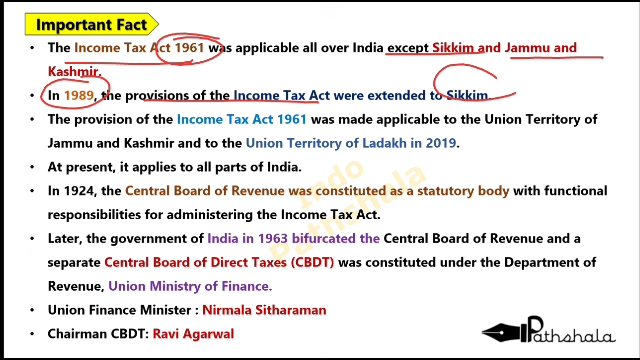 Important Fact
• The Income Tax Act 1961 was applicable all over India except Sikkim and Jammu and
Kashmir.
• In 1989, the provisions of the Income Tax Act were extended to Sikkim.
• The provision of the Income Tax Act 1961 was made applicable to the Union Territory of
Jammu and Kashmir and to the Union Territory of Ladakh in 2019.
• At present, it applies to all parts of India.
• In 1924, the Central Board of Revenue was constituted as a statutory body with functional
responsibilities for administering the Income Tax Act.
• Later, the government of India in 1963 bifurcated the Central Board of Revenue and a
separate Central Board of Direct Taxes (CBDT) was constituted under the Department of
Revenue, Union Ministry of Finance.
• Union Finance Minister : Nirmala Sitharaman
• Chairman CBDT: Ravi Agarwal
Indo
Pathshala
Pathshala